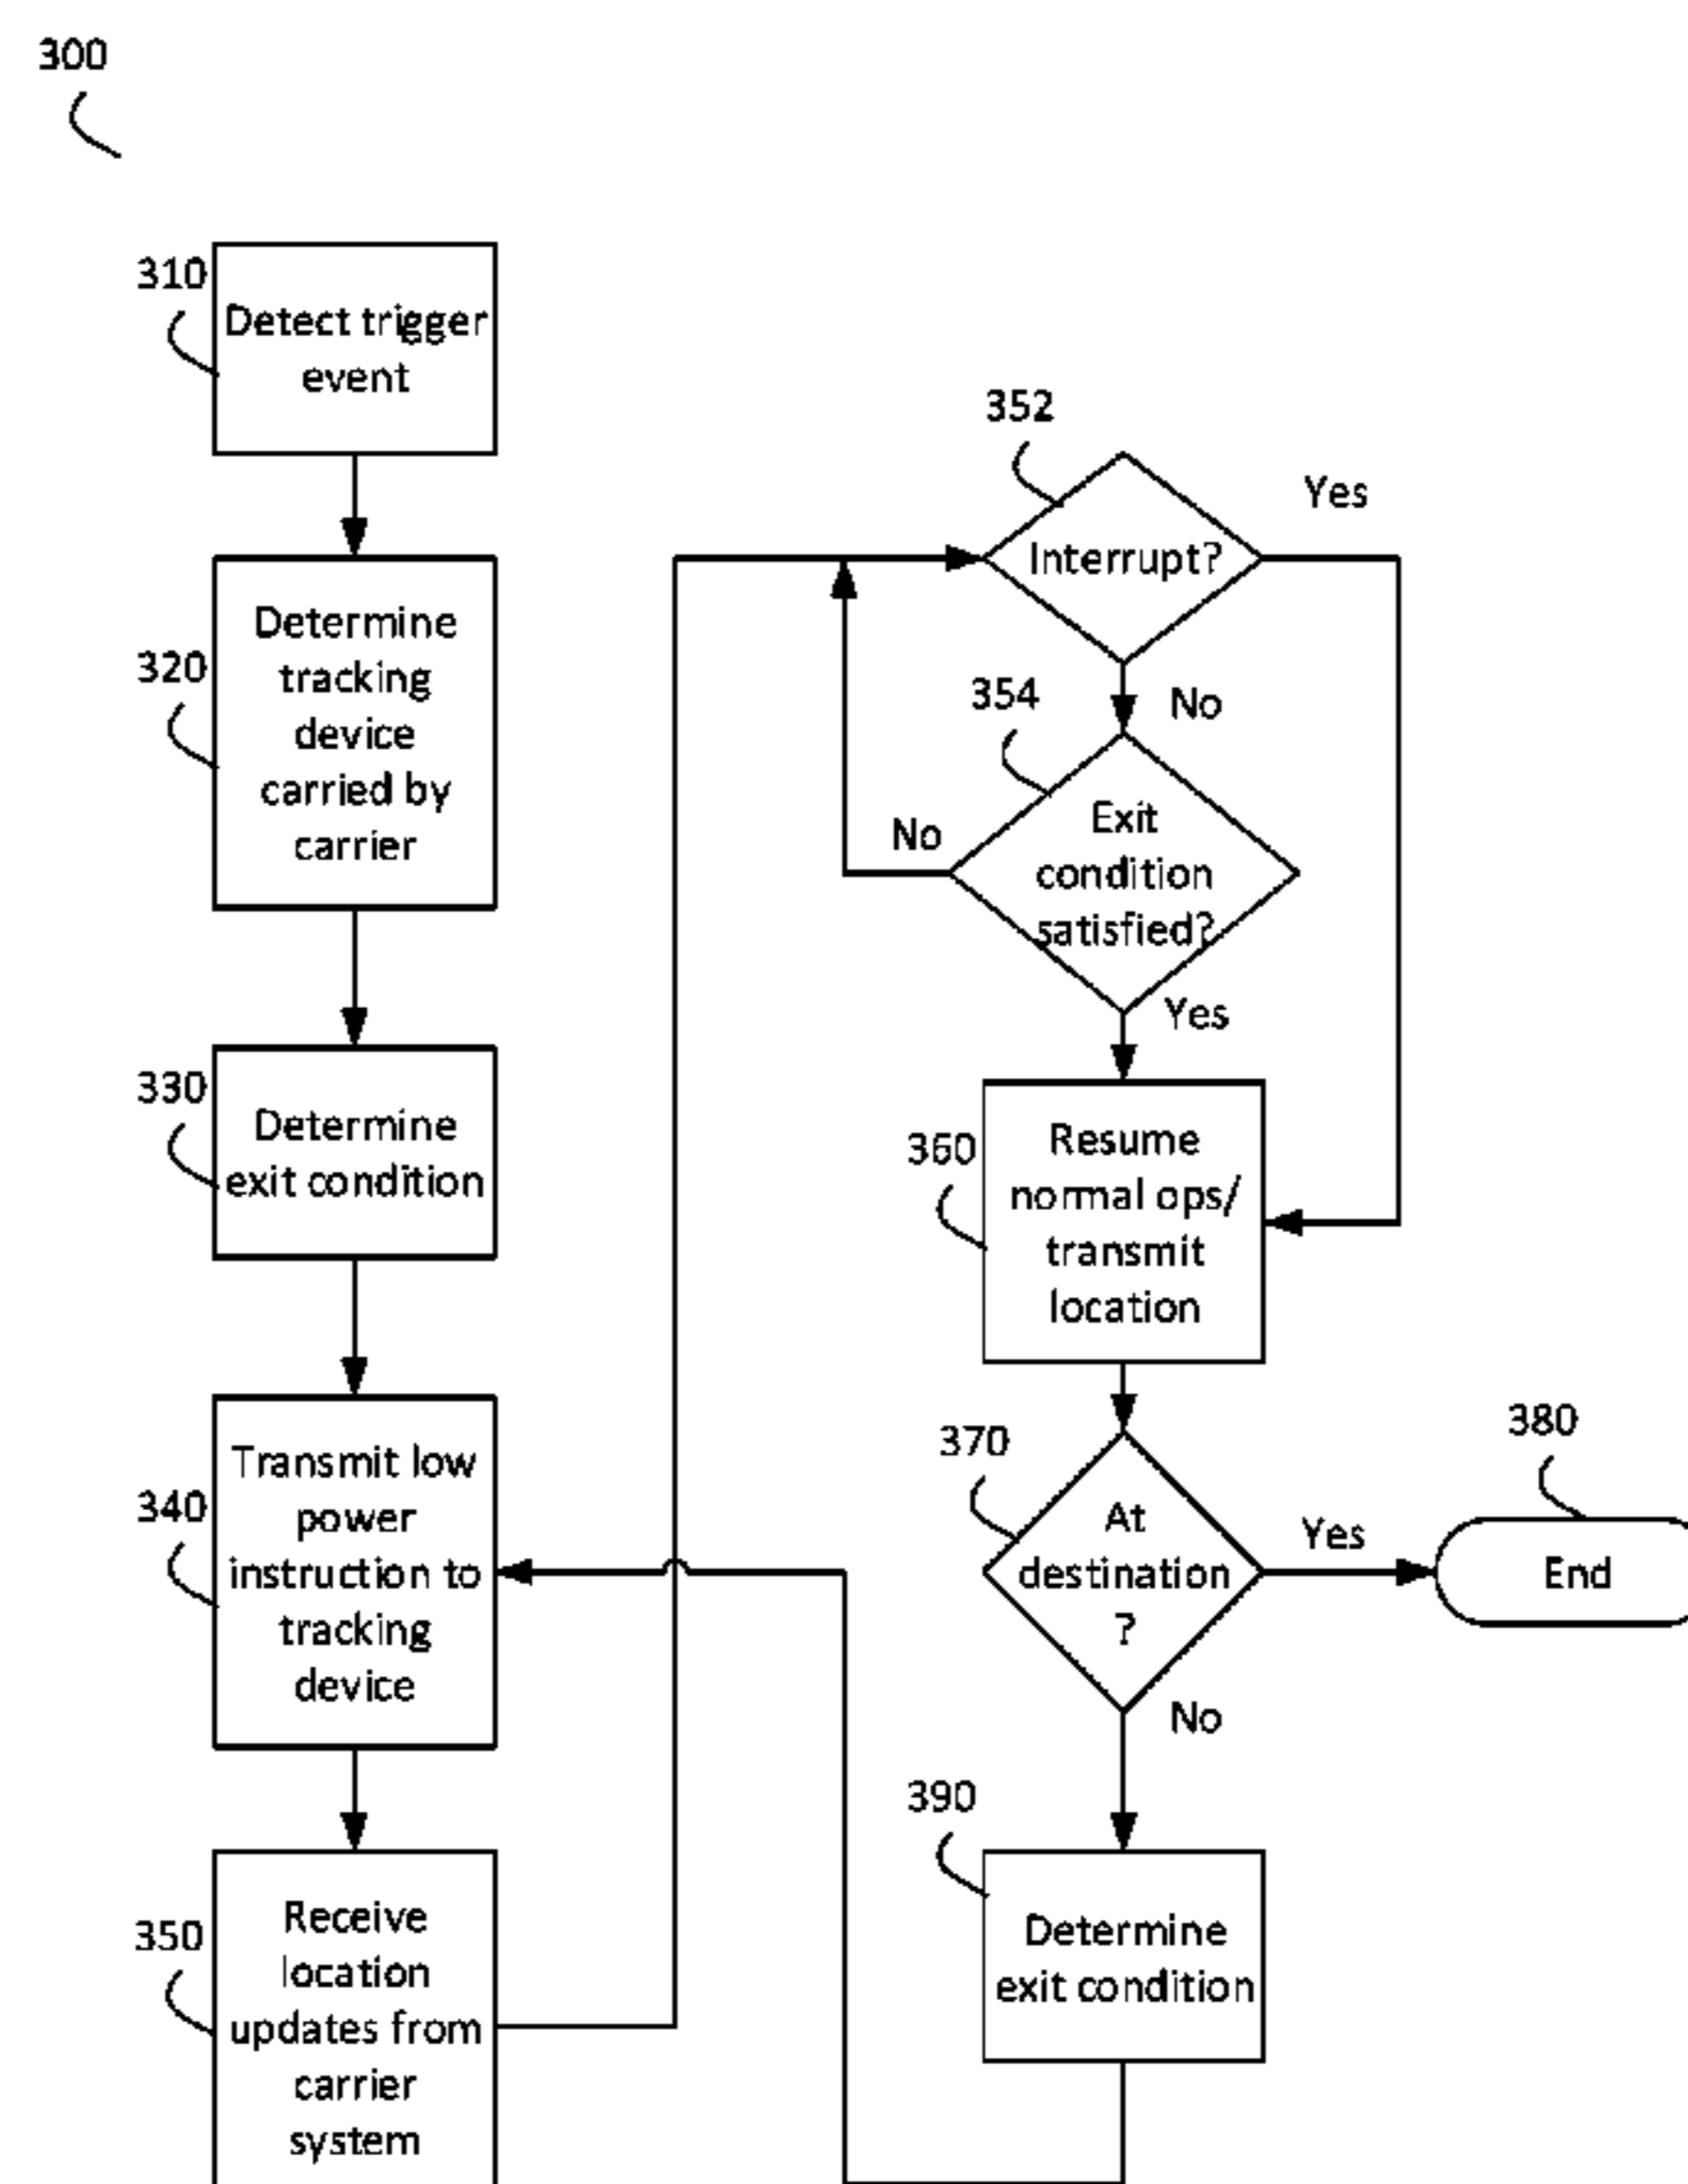 300
310
Detect trigger
event
320
Determine
tracking
device
carried by
carrier
330
Determine
exit condition
340
Transmit low
power
instruction to
tracking
device
350
Receive
location
updates from
carrier
system
352
Interrupt?
Yes
No
354
Exit
condition
satisfied?
No
Yes
360
Resume
normal ops/
transmit
location
370
At
destination
?
Yes
380
End
No
390
Determine
exit condition